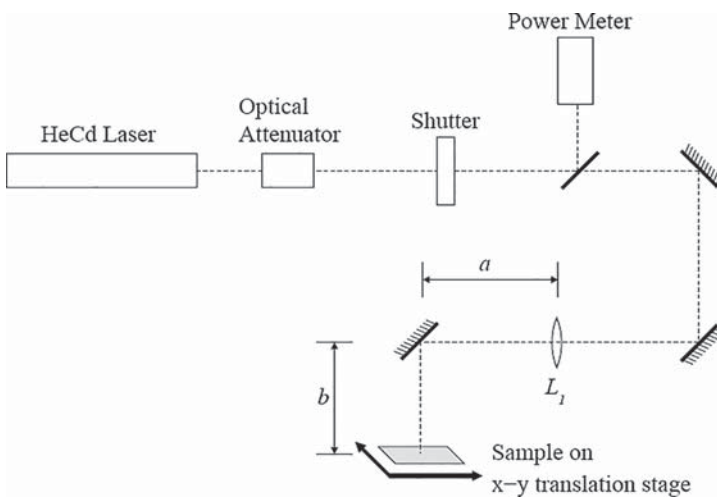 Power Meter
Optical
Attenuator
HeCd Laser
Shutter
a
b
L1
Sample on
x–y translation stage